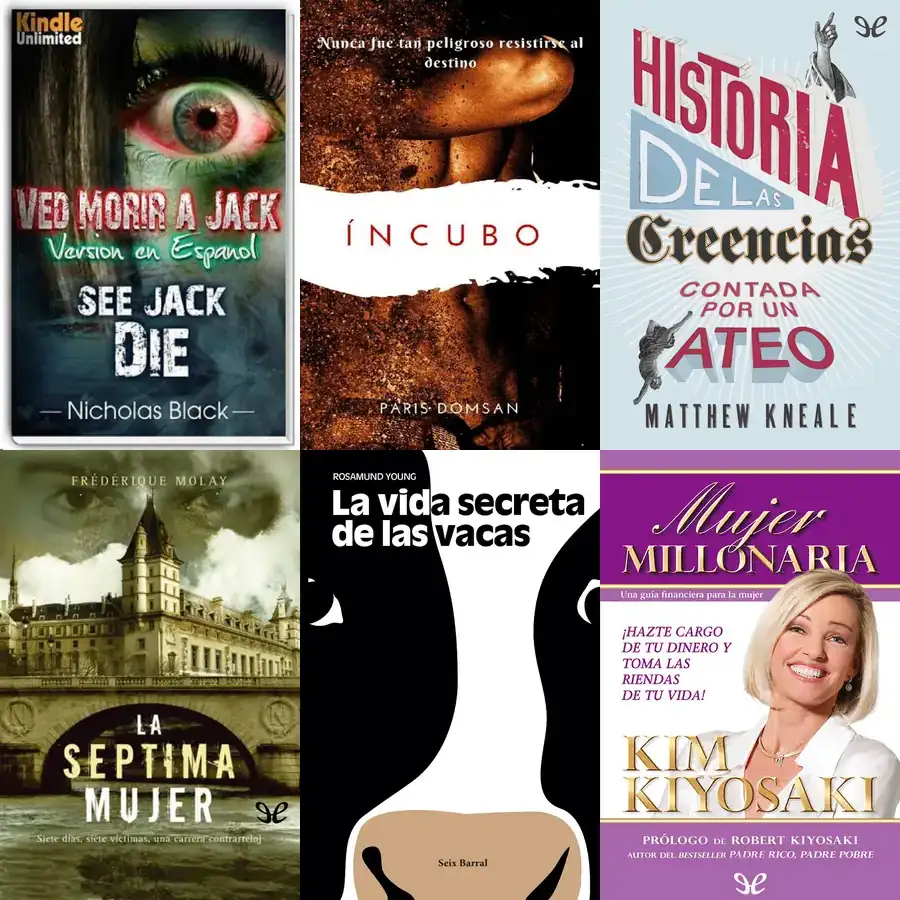 Kindle
Unlimited
VED MORIR A JACK
Version en Espanol
SEE JACK
DIE
— Nicholas Black —
Nunca fue tan peligroso resistirse al
destino
ÍNCUBO
PARIS DOMSAN
HISTORIA
DE LAS
Creencias
CONTADA
POR UN
ATEO
MATTHEW KNEALE
FRÉDÉRIQUE MOLAY
LA
SEPTIMA
MUJER
Siete días, siete víctimas, una carrera contrarreloj
ROSAMUND YOUNG
La vida secreta
de las vacas
Seix Barral
Mujer
MILLONARIA
Una guía financiera para la mujer
¡HAZTE CARGO
DE TU DINERO Y
TOMA LAS
RIENDAS
DE TU VIDA!
KIM
KIYOSAKI
PRÓLOGO DE ROBERT KIYOSAKI
AUTOR DEL BESTSELLER PADRE RICO, PADRE POBRE